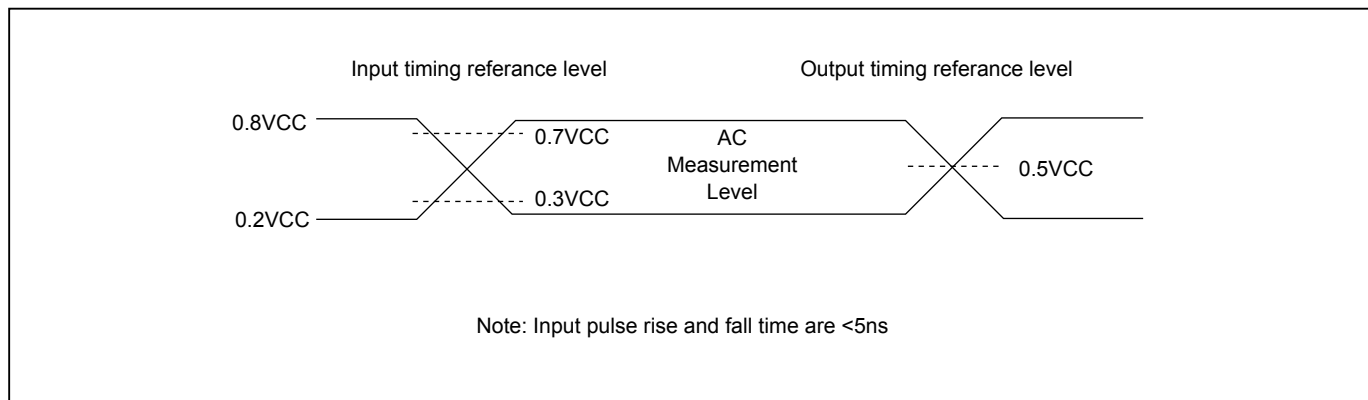 Input timing referance level
Output timing referance level
0.8VCC
0.7VCC
AC
Measurement
Level
0.5VCC
0.3VCC
0.2VCC
Note: Input pulse rise and fall time are <5ns